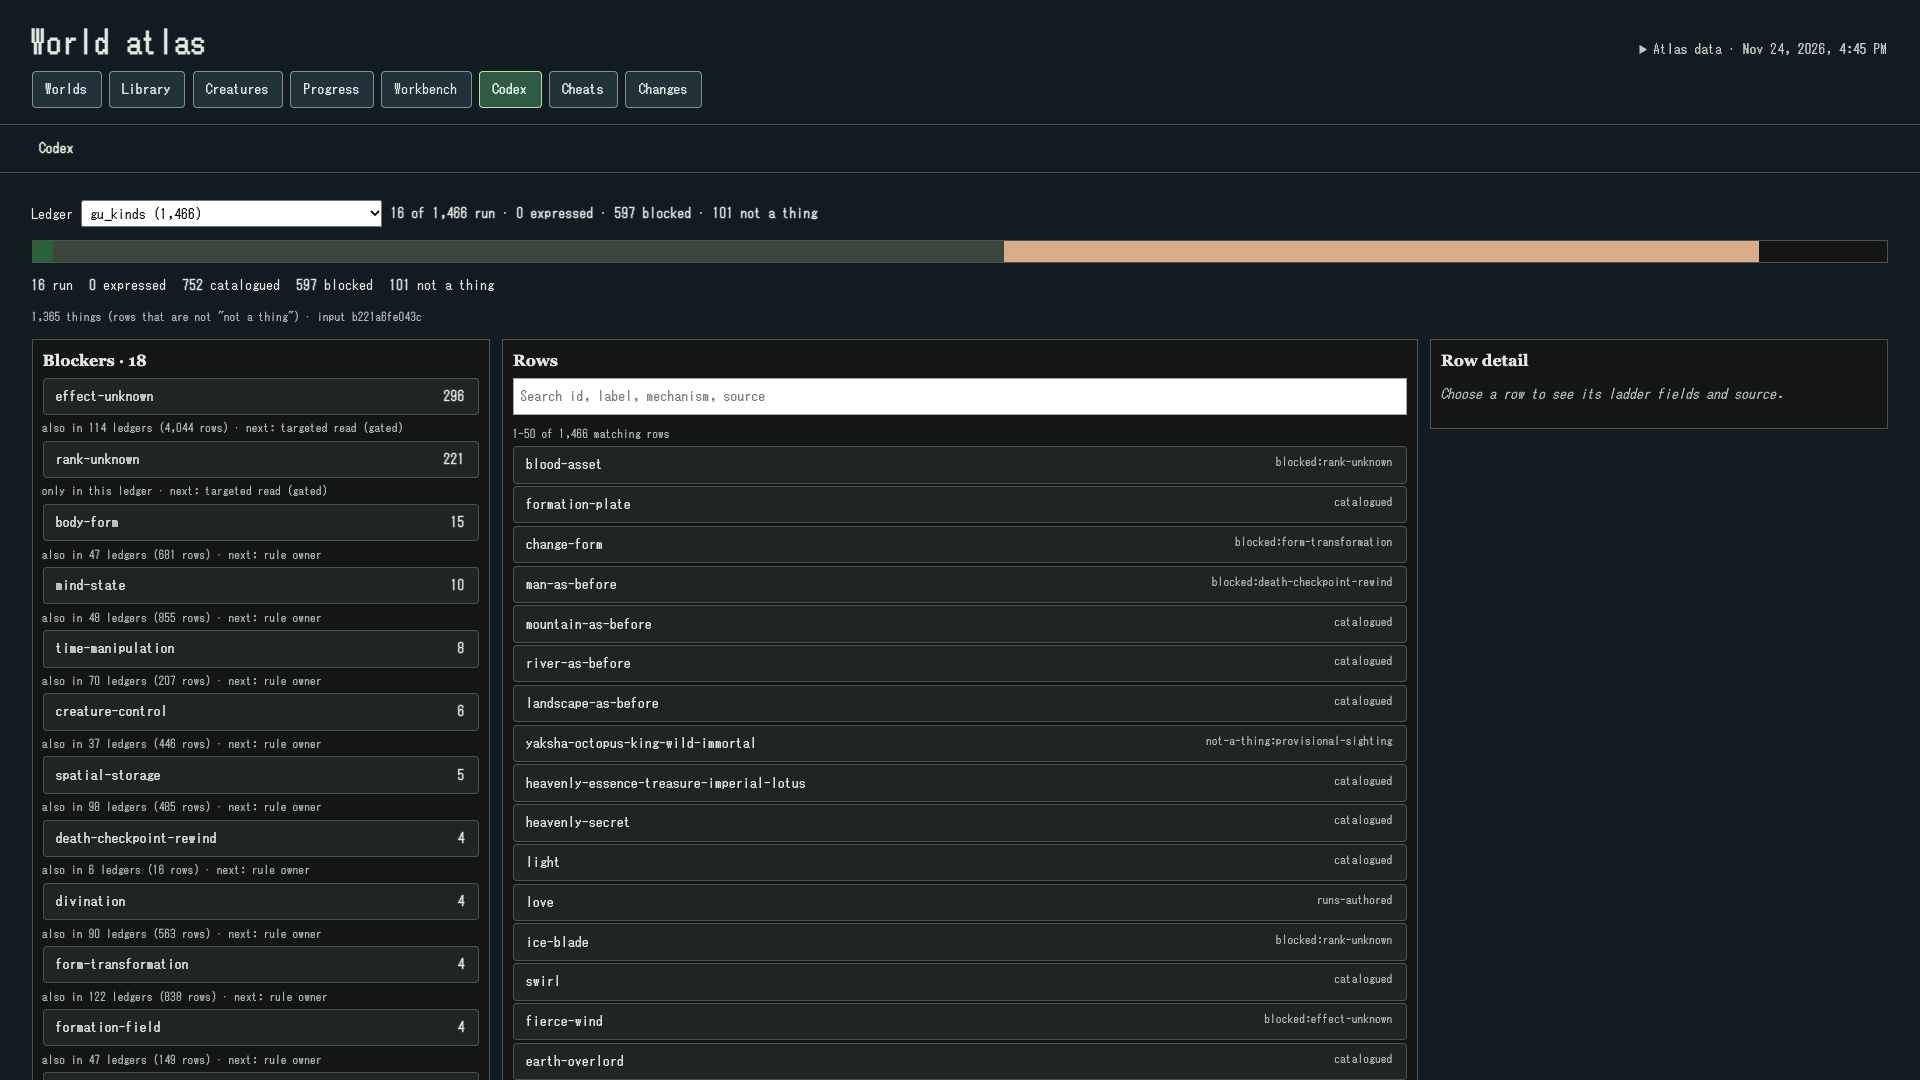 World atlas
▶ Atlas data · Nov 24, 2026, 4:45 PM
Worlds Library Creatures Progress Workbench Codex Cheats Changes
Codex
Ledger gu_kinds (1,466) 16 of 1,466 run · 0 expressed · 597 blocked · 101 not a thing
16 run 0 expressed 752 catalogued 597 blocked 101 not a thing
1,365 things (rows that are not "not a thing") · input b221a6fe043c
Blockers · 18
effect-unknown 296
also in 114 ledgers (4,044 rows) · next: targeted read (gated)
rank-unknown 221
only in this ledger · next: targeted read (gated)
body-form 15
also in 47 ledgers (681 rows) · next: rule owner
mind-state 10
also in 48 ledgers (855 rows) · next: rule owner
time-manipulation 8
also in 70 ledgers (207 rows) · next: rule owner
creature-control 6
also in 37 ledgers (446 rows) · next: rule owner
spatial-storage 5
also in 98 ledgers (485 rows) · next: rule owner
death-checkpoint-rewind 4
also in 6 ledgers (16 rows) · next: rule owner
divination 4
also in 90 ledgers (563 rows) · next: rule owner
form-transformation 4
also in 122 ledgers (838 rows) · next: rule owner
formation-field 4
also in 47 ledgers (149 rows) · next: rule owner
Rows
Search id, label, mechanism, source
1-50 of 1,466 matching rows
blood-asset blocked:rank-unknown
formation-plate catalogued
change-form blocked:form-transformation
man-as-before blocked:death-checkpoint-rewind
mountain-as-before catalogued
river-as-before catalogued
landscape-as-before catalogued
yaksha-octopus-king-wild-immortal not-a-thing:provisional-sighting
heavenly-essence-treasure-imperial-lotus catalogued
heavenly-secret catalogued
light catalogued
love runs-authored
ice-blade blocked:rank-unknown
swirl catalogued
fierce-wind blocked:effect-unknown
earth-overlord catalogued
Row detail
Choose a row to see its ladder fields and source.